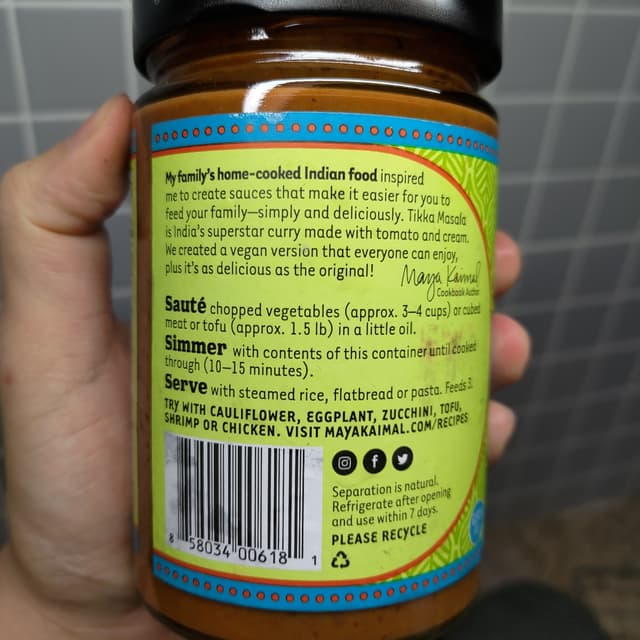 My family's home-cooked Indian food inspired
me to create sauces that make it easier for you to
feed your family—simply and deliciously. Tikka Masala
is India's superstar curry made with tomato and cream.
We created a vegan version that everyone can enjoy,
plus it's as delicious as the original!
Maya Kaimal
Cookbook Author
Sauté chopped vegetables (approx. 3–4 cups) or cubed
meat or tofu (approx. 1.5 lb) in a little oil.
Simmer with contents of this container until cooked
through (10–15 minutes).
Serve with steamed rice, flatbread or pasta. Feeds 3.
TRY WITH CAULIFLOWER, EGGPLANT, ZUCCHINI, TOFU,
SHRIMP OR CHICKEN. VISIT MAYAKAIMAL.COM/RECIPES
Separation is natural.
Refrigerate after opening
and use within 7 days.
PLEASE RECYCLE
8 58034 00618 1